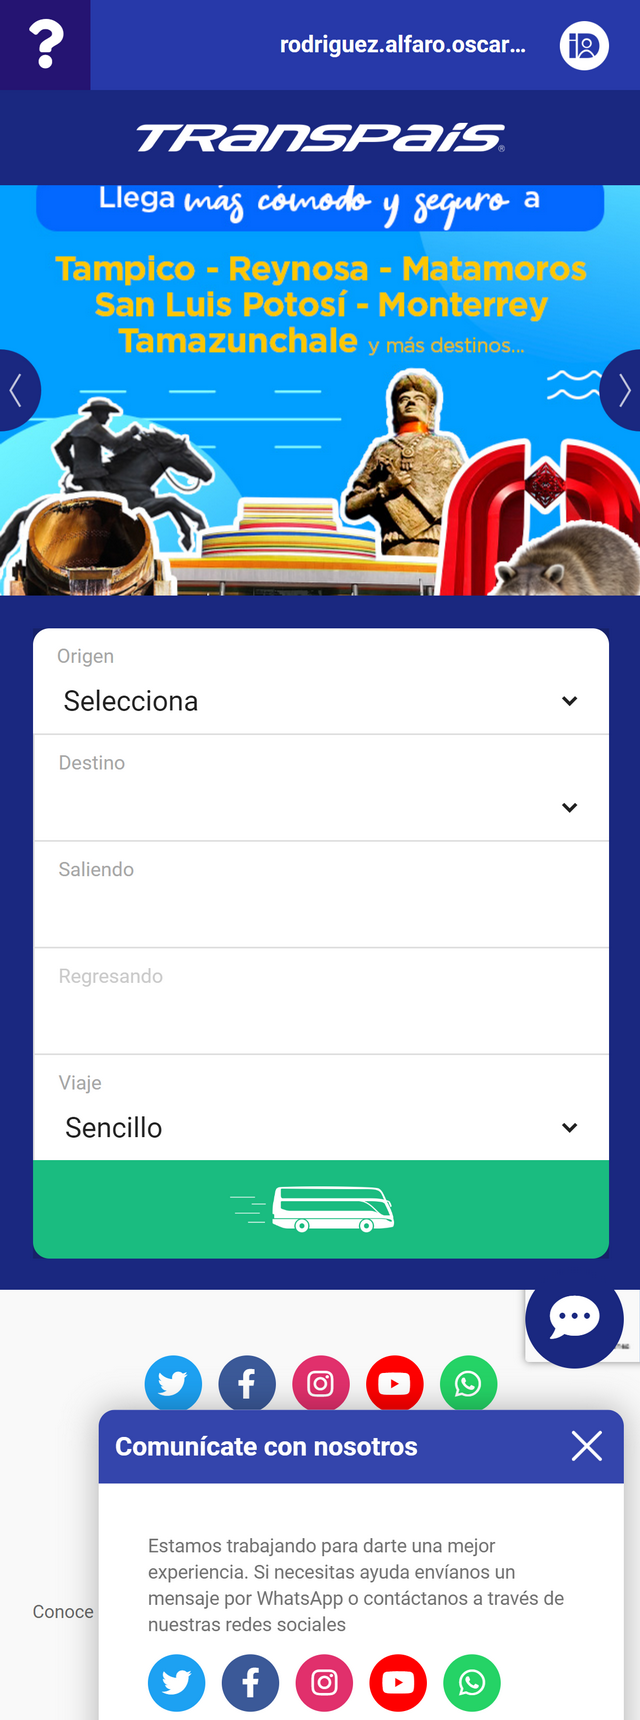 rodriguez.alfaro.oscar...
TRANSPAIS®
Llega más cómodo y seguro a
Tampico - Reynosa - Matamoros
San Luis Potosí - Monterrey
Tamazunchale y más destinos...
Origen
Selecciona
Destino
Saliendo
Regresando
Viaje
Sencillo
Comunícate con nosotros
Estamos trabajando para darte una mejor
experiencia. Si necesitas ayuda envíanos un
mensaje por WhatsApp o contáctanos a través de
nuestras redes sociales
Conoce